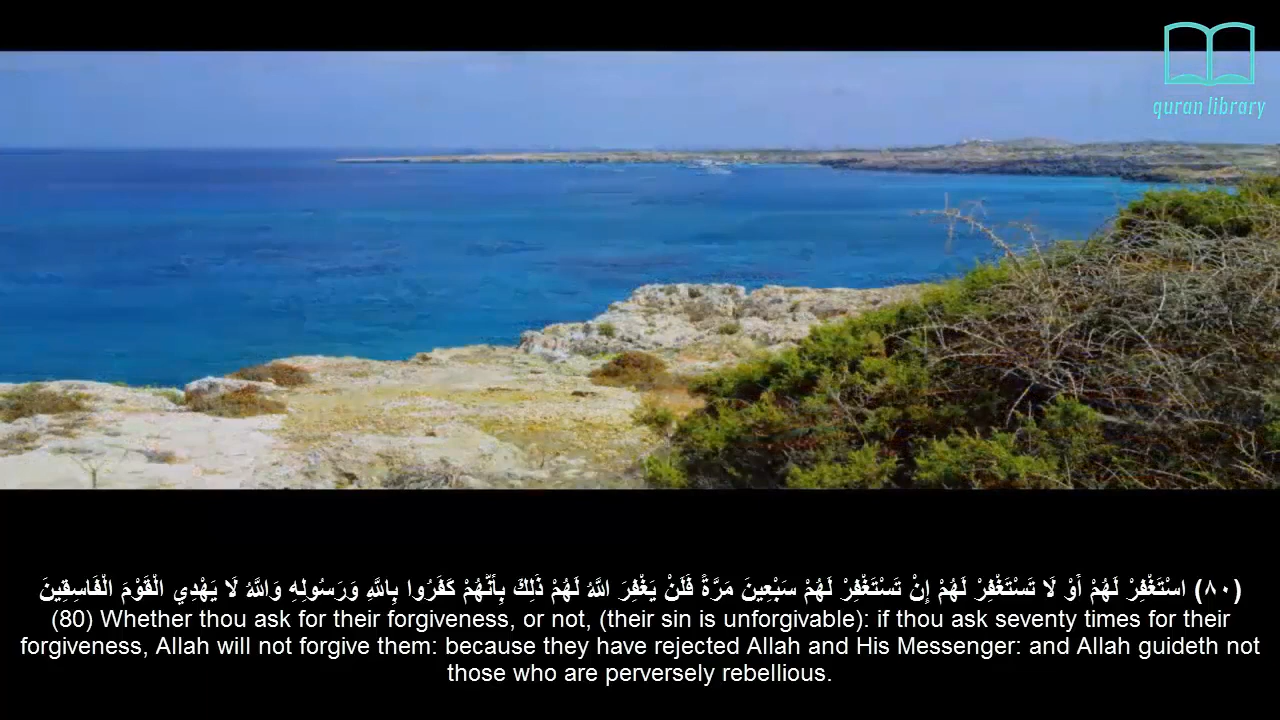 quran library
(٨٠) اسْتَغْفِرْ لَهُمْ أَوْ لَا تَسْتَغْفِرْ لَهُمْ إِنْ تَسْتَغْفِرْ لَهُمْ سَبْعِينَ مَرَّةً فَلَنْ يَغْفِرَ اللَّهُ لَهُمْ ذَلِكَ بِأَنَّهُمْ كَفَرُوا بِاللَّهِ وَرَسُولِهِ وَاللَّهُ لَا يَهْدِي الْقَوْمَ الْفَاسِقِينَ
(80) Whether thou ask for their forgiveness, or not, (their sin is unforgivable): if thou ask seventy times for their
forgiveness, Allah will not forgive them: because they have rejected Allah and His Messenger: and Allah guideth not
those who are perversely rebellious.